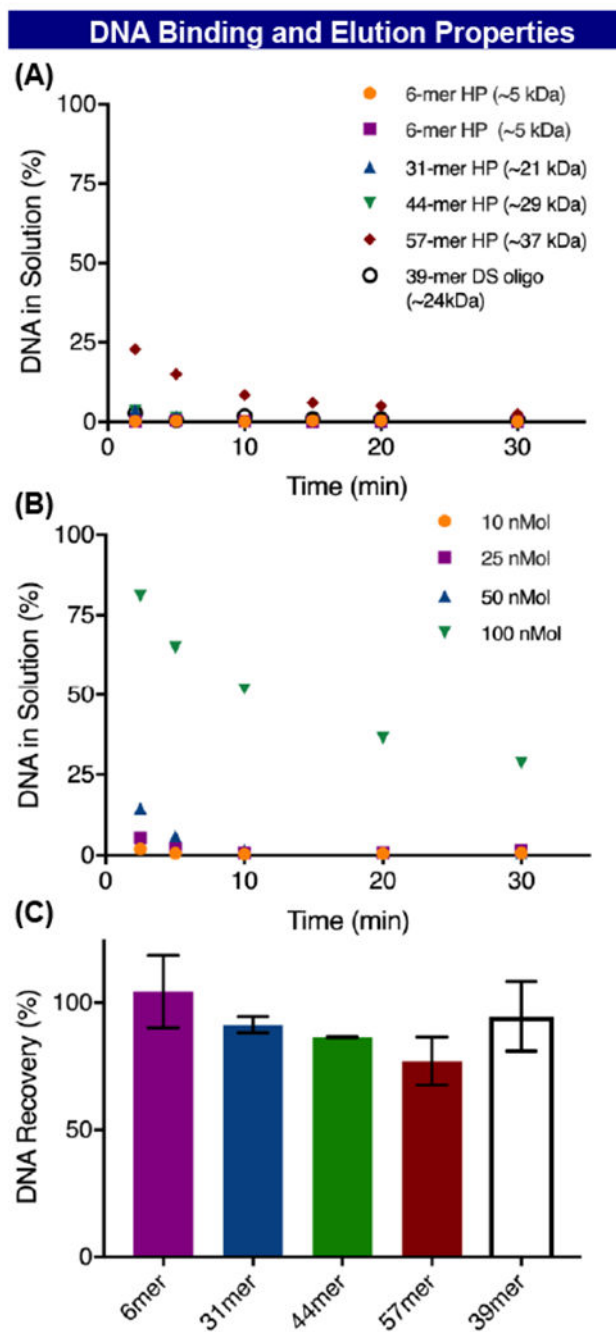 DNA Binding and Elution Properties
(A)
100
75
50
25
0
DNA in Solution (%)
6-mer HP (~5 kDa)
6-mer HP (~5 kDa)
31-mer HP (~21 kDa)
44-mer HP (~29 kDa)
57-mer HP (~37 kDa)
39-mer DS oligo
(~24kDa)
0
10
20
30
Time (min)
(B)
100
75
50
25
0
DNA in Solution (%)
10 nMol
25 nMol
50 nMol
100 nMol
0
10
20
30
Time (min)
(C)
100
50
0
DNA Recovery (%)
6mer
31mer
44mer
57mer
39mer